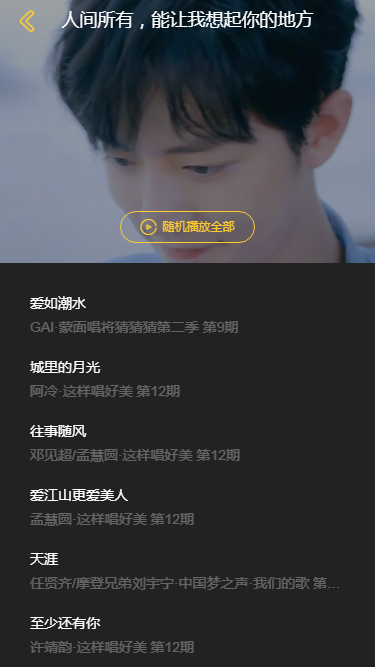 人间所有，能让我想起你的地方
随机播放全部
爱如潮水
GAI·蒙面唱将猜猜猜第二季 第9期
城里的月光
阿冷·这样唱好美 第12期
往事随风
邓见超/孟慧圆·这样唱好美 第12期
爱江山更爱美人
孟慧圆·这样唱好美 第12期
天涯
任贤齐/摩登兄弟刘宇宁·中国梦之声·我们的歌 第...
至少还有你
许靖韵·这样唱好美 第12期